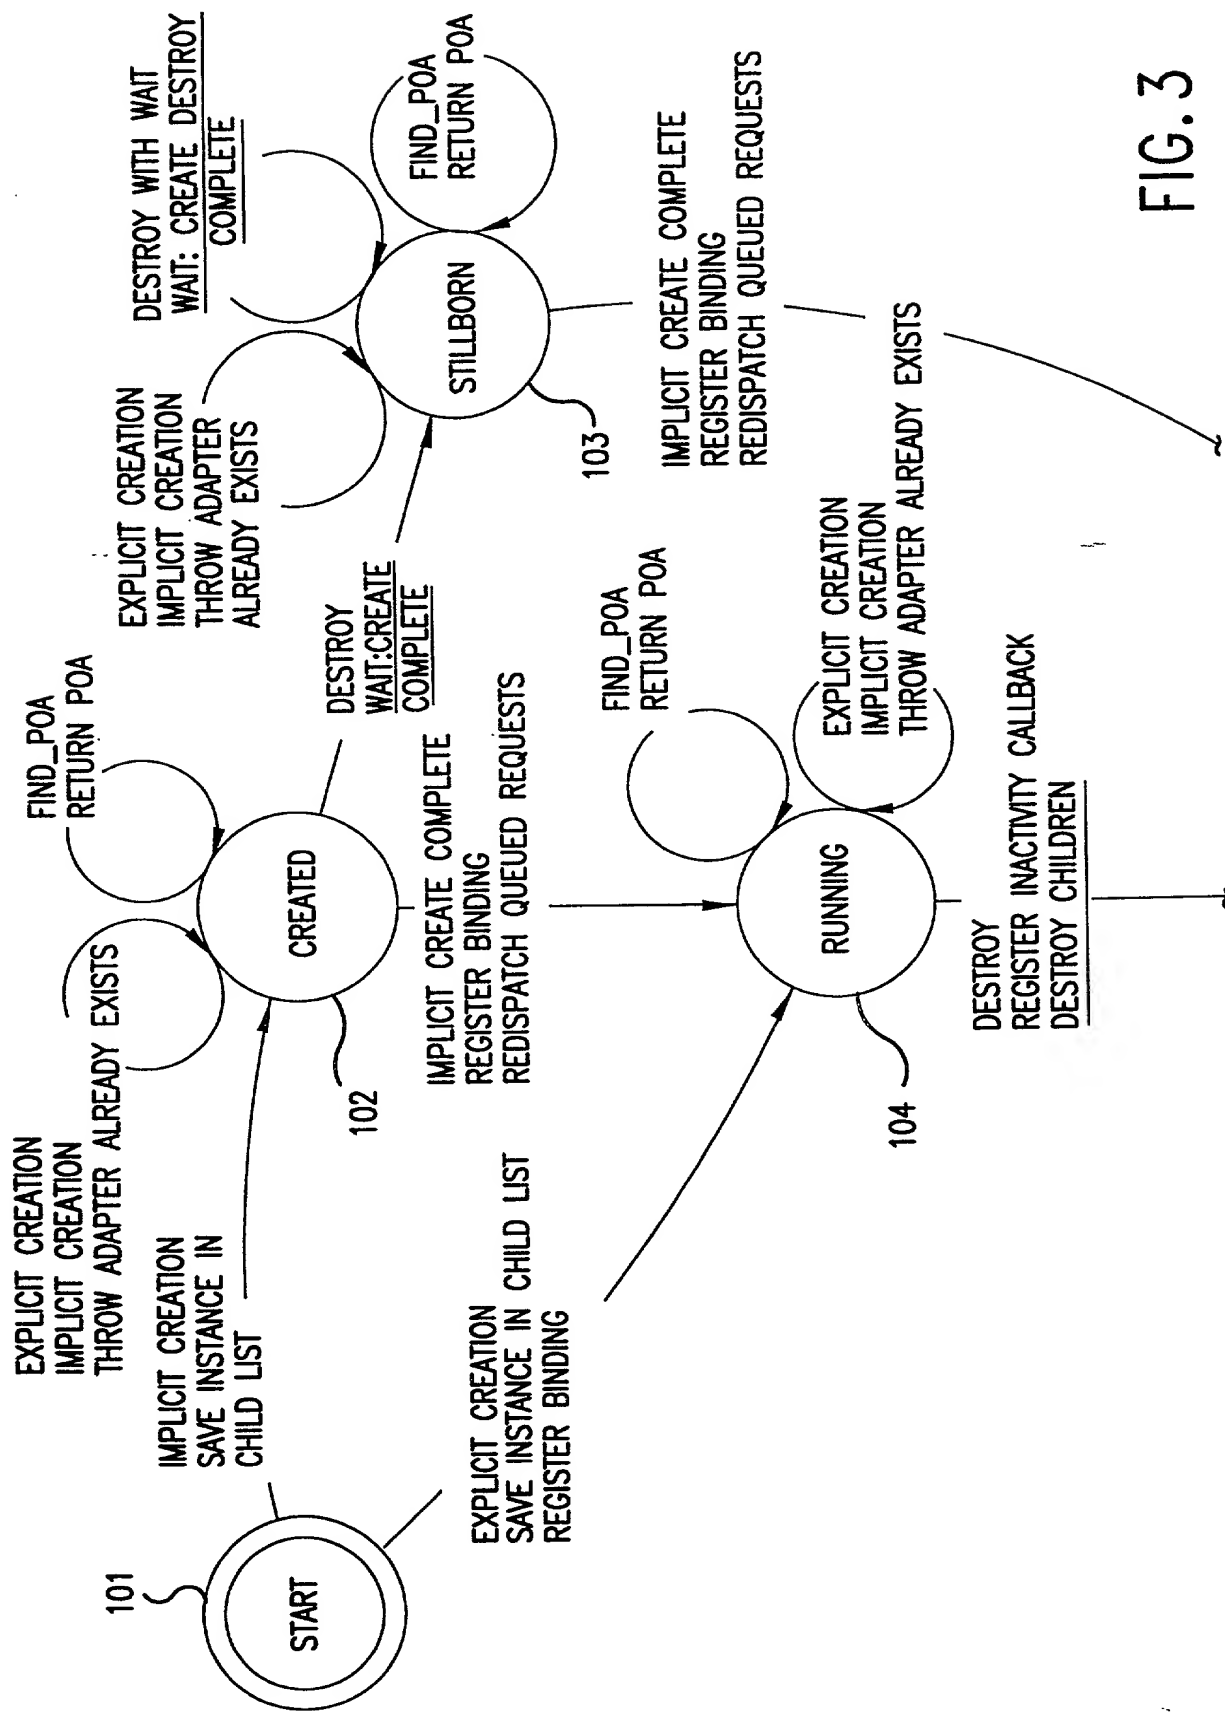 EXPLICIT CREATION
IMPLICIT CREATION
THROW ADAPTER ALREADY EXISTS
FIND_POA
RETURN POA
EXPLICIT CREATION
IMPLICIT CREATION
THROW ADAPTER
ALREADY EXISTS
DESTROY WITH WAIT
WAIT: CREATE DESTROY
COMPLETE
FIND_POA
RETURN POA
101
START
IMPLICIT CREATION
SAVE INSTANCE IN
CHILD LIST
CREATED
102
DESTROY
WAIT:CREATE
COMPLETE
STILLBORN
103
EXPLICIT CREATION
SAVE INSTANCE IN CHILD LIST
REGISTER BINDING
IMPLICIT CREATE COMPLETE
REGISTER BINDING
REDISPATCH QUEUED REQUESTS
IMPLICIT CREATE COMPLETE
REGISTER BINDING
REDISPATCH QUEUED REQUESTS
FIND_POA
RETURN POA
RUNNING
104
EXPLICIT CREATION
IMPLICIT CREATION
THROW ADAPTER ALREADY EXISTS
DESTROY
REGISTER INACTIVITY CALLBACK
DESTROY CHILDREN
FIG.3